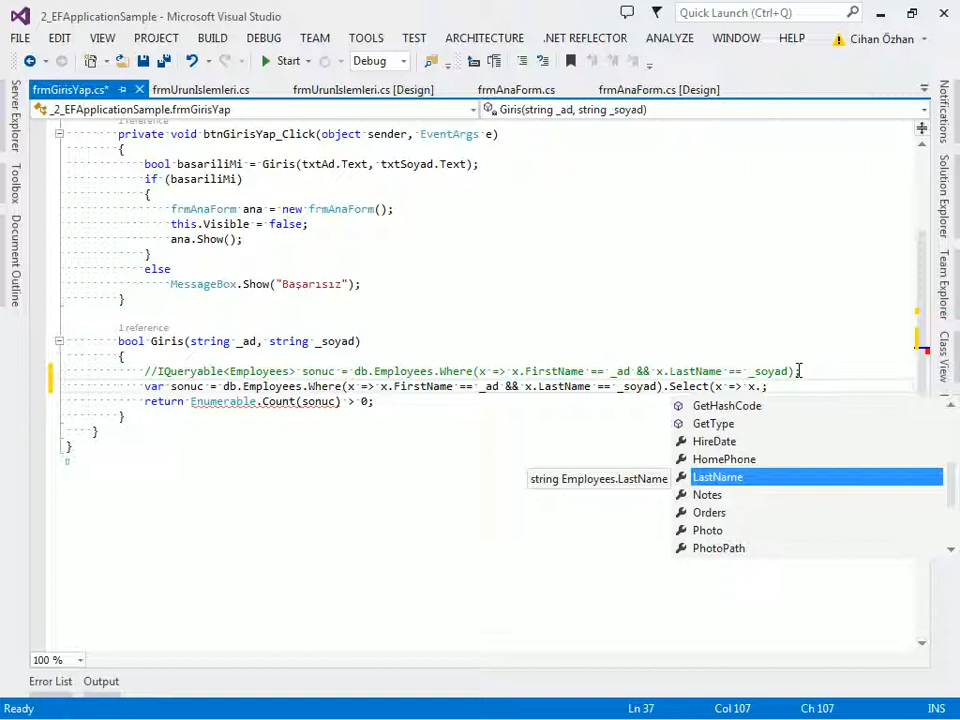 2_EFApplicationSample - Microsoft Visual Studio
Quick Launch (Ctrl+Q)
FILE EDIT VIEW PROJECT BUILD DEBUG TEAM TOOLS TEST ARCHITECTURE .NET REFLECTOR ANALYZE WINDOW HELP Cihan Özhan
Start Debug
frmGirisYap.cs* frmUrunIslemleri.cs frmUrunIslemleri.cs [Design] frmAnaForm.cs frmAnaForm.cs [Design]
_2_EFApplicationSample.frmGirisYap Giris(string _ad, string _soyad)
1 reference
private void btnGirisYap_Click(object sender, EventArgs e)
{
bool basariliMi = Giris(txtAd.Text, txtSoyad.Text);
if (basariliMi)
{
frmAnaForm ana = new frmAnaForm();
this.Visible = false;
ana.Show();
}
else
MessageBox.Show("Başarısız");
}
1 reference
bool Giris(string _ad, string _soyad)
{
//IQueryable<Employees> sonuc = db.Employees.Where(x => x.FirstName == _ad && x.LastName == _soyad);
var sonuc = db.Employees.Where(x => x.FirstName == _ad && x.LastName == _soyad).Select(x => x.;
return Enumerable.Count(sonuc) > 0;
}
}
}
GetHashCode
GetType
HireDate
HomePhone
string Employees.LastName
LastName
Notes
Orders
Photo
PhotoPath
Server Explorer
Toolbox
Document Outline
Notifications
Solution Explorer
Team Explorer
Class View
100 %
Error List Output
Ready Ln 37 Col 107 Ch 107 INS